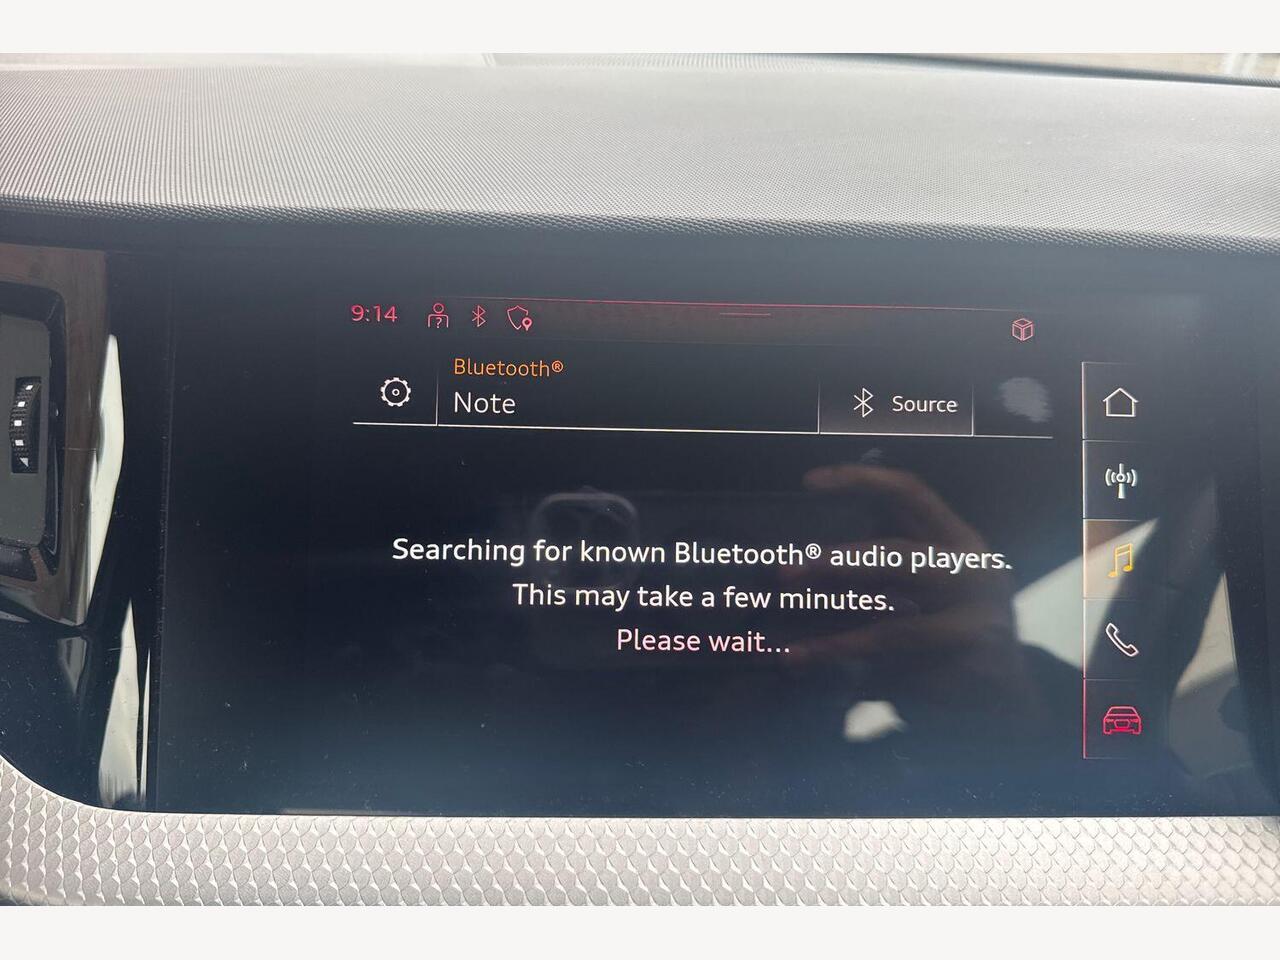 9:14
Bluetooth®
Note
Source
Searching for known Bluetooth® audio players.
This may take a few minutes.
Please wait...